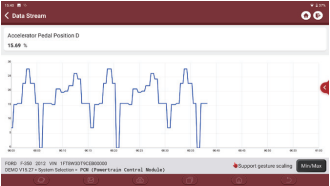 Data Stream
Accelerator Pedal Position D
15.69 %
FORD F-350 2012 VIN 1FT8W3DT9CEB00000
DEMO V15.27 > System Selection > PCM (Powertrain Control Module)
Support gesture scaling
Min/Max